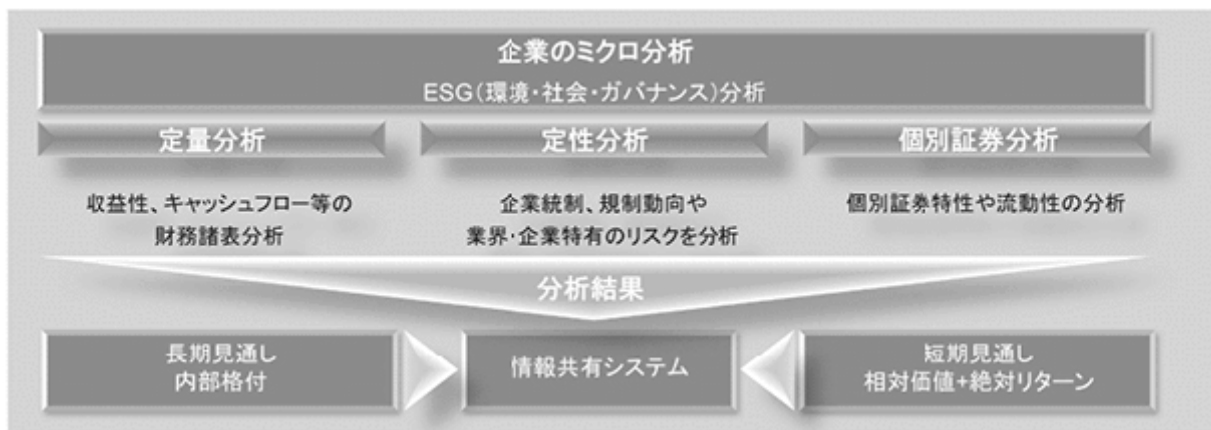 企業のミクロ分析
ESG(環境・社会・ガバナンス)分析
定量分析
収益性、キャッシュフロー等の
財務諸表分析
定性分析
企業統制、規制動向や
業界・企業特有のリスクを分析
個別証券分析
個別証券特性や流動性の分析
分析結果
長期見通し
内部格付
情報共有システム
短期見通し
相対価値+絶対リターン